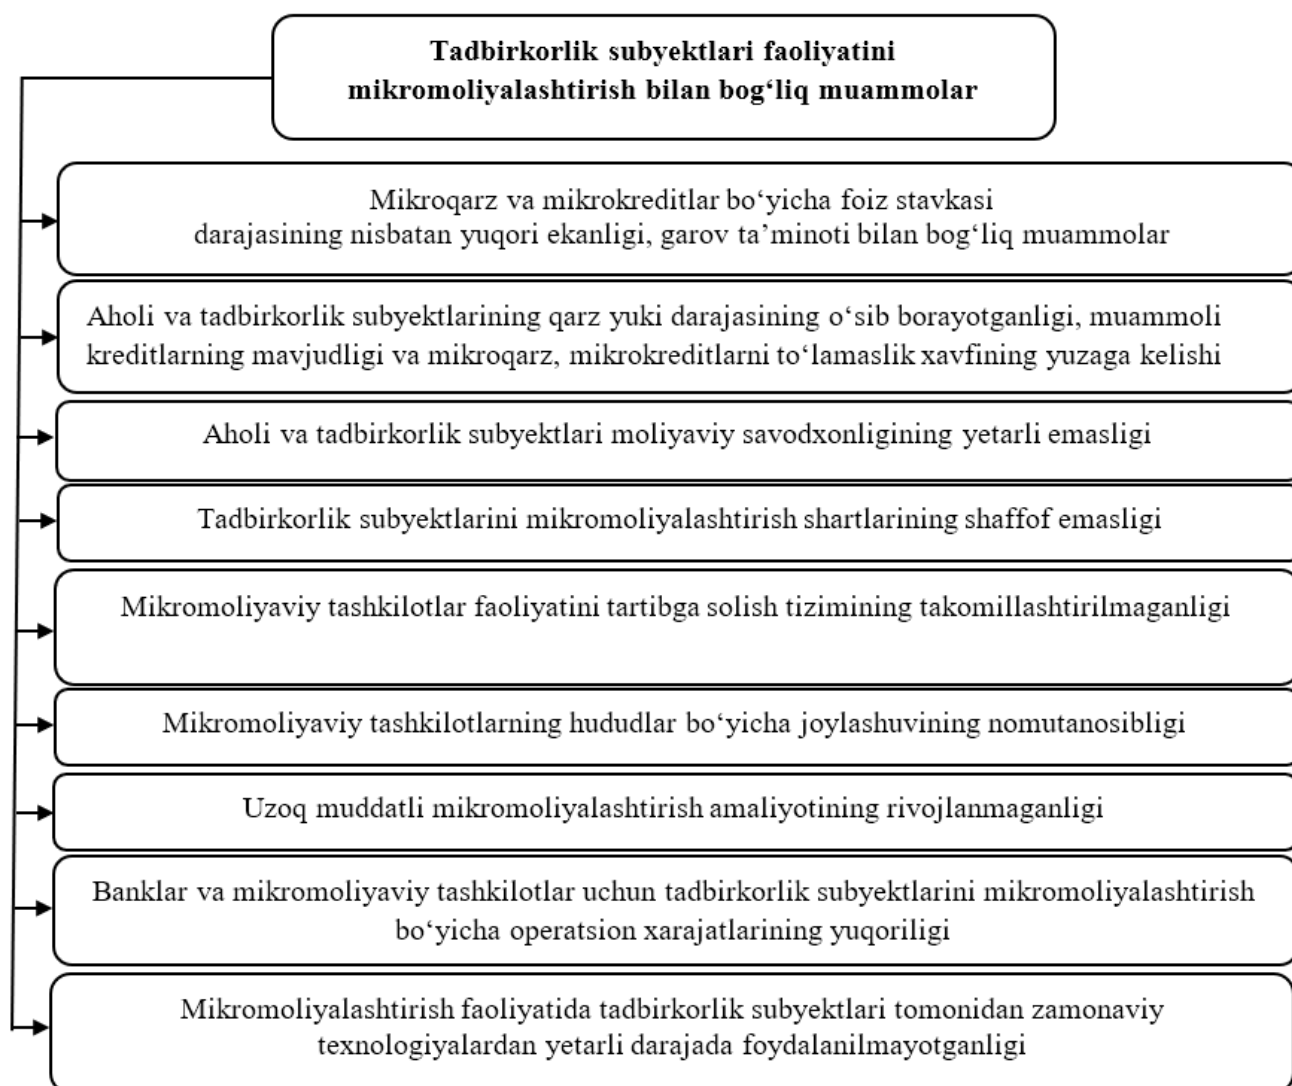 Tadbirkorlik subyektlari faoliyatini
mikromoliyalashtirish bilan bog‘liq muammolar
Mikroqarz va mikrokreditlar bo‘yicha foiz stavkasi
darajasining nisbatan yuqori ekanligi, garov ta’minoti bilan bog‘liq muammolar
Aholi va tadbirkorlik subyektlarining qarz yuki darajasining o‘sib borayotganligi, muammoli
kreditlarning mavjudligi va mikroqarz, mikrokreditlarni to‘lamaslik xavfining yuzaga kelishi
Aholi va tadbirkorlik subyektlari moliyaviy savodxonligining yetarli emasligi
Tadbirkorlik subyektlarini mikromoliyalashtirish shartlarining shaffof emasligi
Mikromoliyaviy tashkilotlar faoliyatini tartibga solish tizimining takomillashtirilmaganligi
Mikromoliyaviy tashkilotlarning hududlar bo‘yicha joylashuvining nomutanosibligi
Uzoq muddatli mikromoliyalashtirish amaliyotining rivojlanmaganligi
Banklar va mikromoliyaviy tashkilotlar uchun tadbirkorlik subyektlarini mikromoliyalashtirish
bo‘yicha operatsion xarajatlarining yuqoriligi
Mikromoliyalashtirish faoliyatida tadbirkorlik subyektlari tomonidan zamonaviy
texnologiyalardan yetarli darajada foydalanilmayotganligi